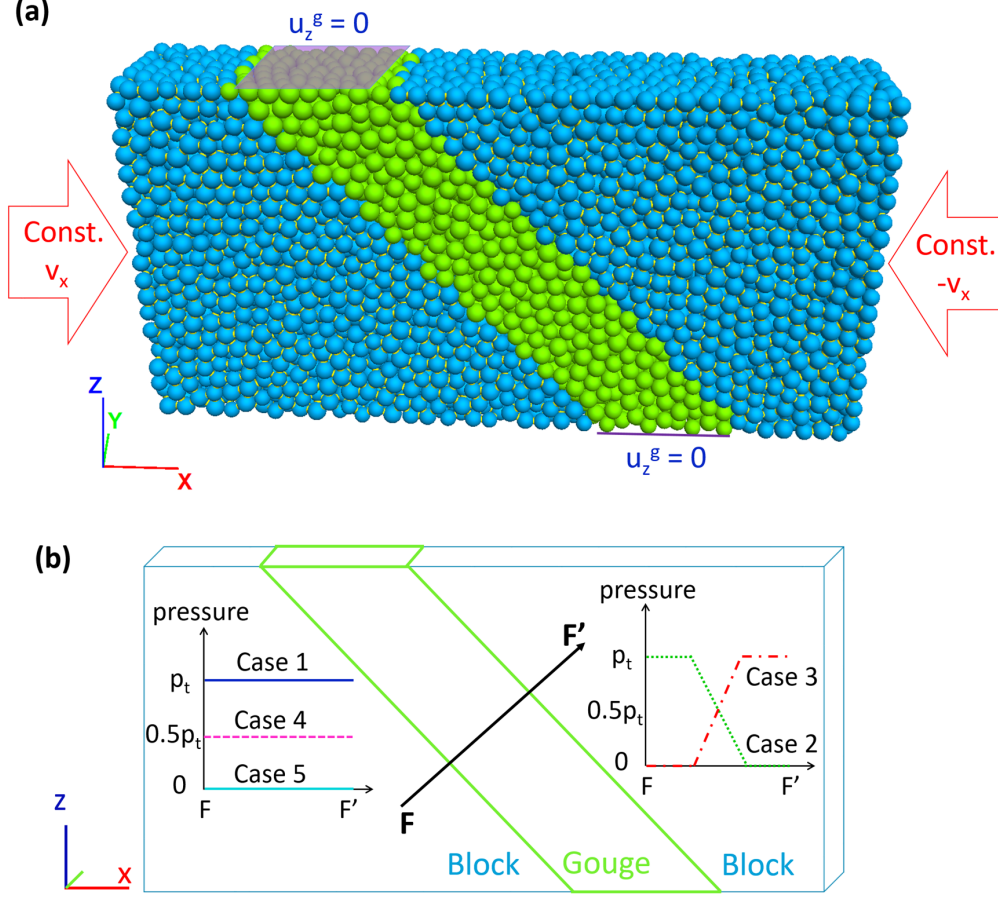 (a)
u_z^g = 0
Const.
v_x
Const.
-v_x
Z
Y
X
u_z^g = 0
(b)
pressure
Case 1
p_t
Case 4
0.5p_t
Case 5
0
F
F'
F'
F
pressure
p_t
Case 3
0.5p_t
Case 2
0
F
F'
Z
X
Block
Gouge
Block